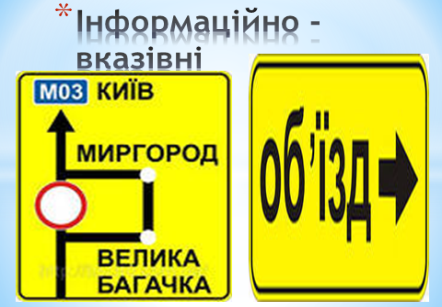 *Інформаційно -
вказівні
М03 КИЇВ
МИРГОРОД
ВЕЛИКА
БАГАЧКА
об'їзд